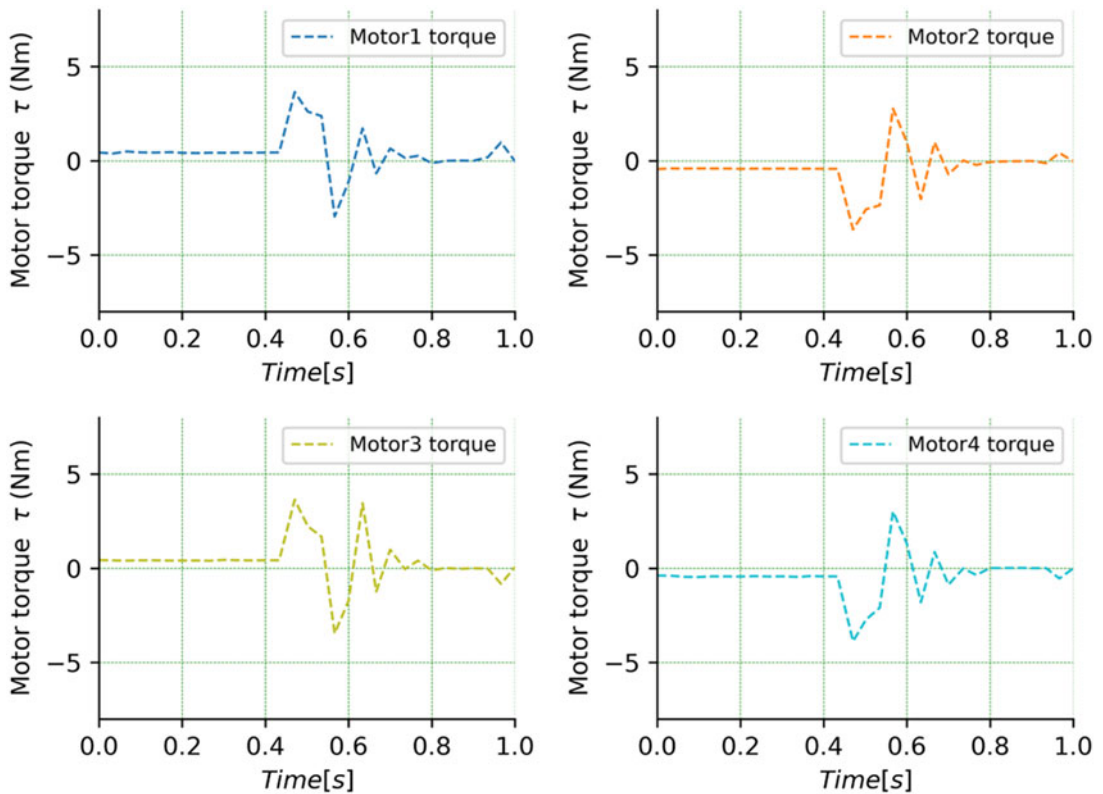 Motor1 torque
Motor torque τ (Nm)
5
0
−5
0.0 0.2 0.4 0.6 0.8 1.0
Time[s]
Motor2 torque
Motor torque τ (Nm)
5
0
−5
0.0 0.2 0.4 0.6 0.8 1.0
Time[s]
Motor3 torque
Motor torque τ (Nm)
5
0
−5
0.0 0.2 0.4 0.6 0.8 1.0
Time[s]
Motor4 torque
Motor torque τ (Nm)
5
0
−5
0.0 0.2 0.4 0.6 0.8 1.0
Time[s]